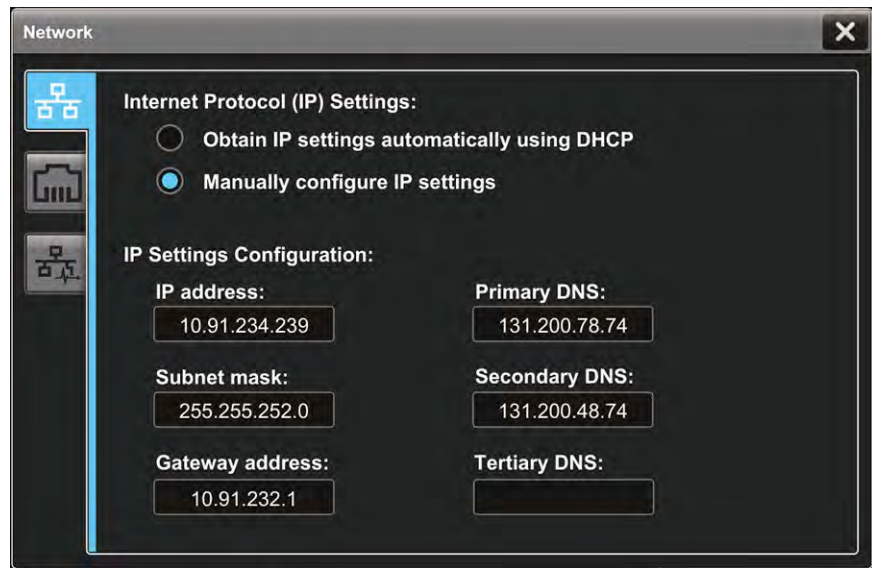 Network
Internet Protocol (IP) Settings:
Obtain IP settings automatically using DHCP
Manually configure IP settings
IP Settings Configuration:
IP address:
10.91.234.239
Primary DNS:
131.200.78.74
Subnet mask:
255.255.252.0
Secondary DNS:
131.200.48.74
Gateway address:
10.91.232.1
Tertiary DNS: